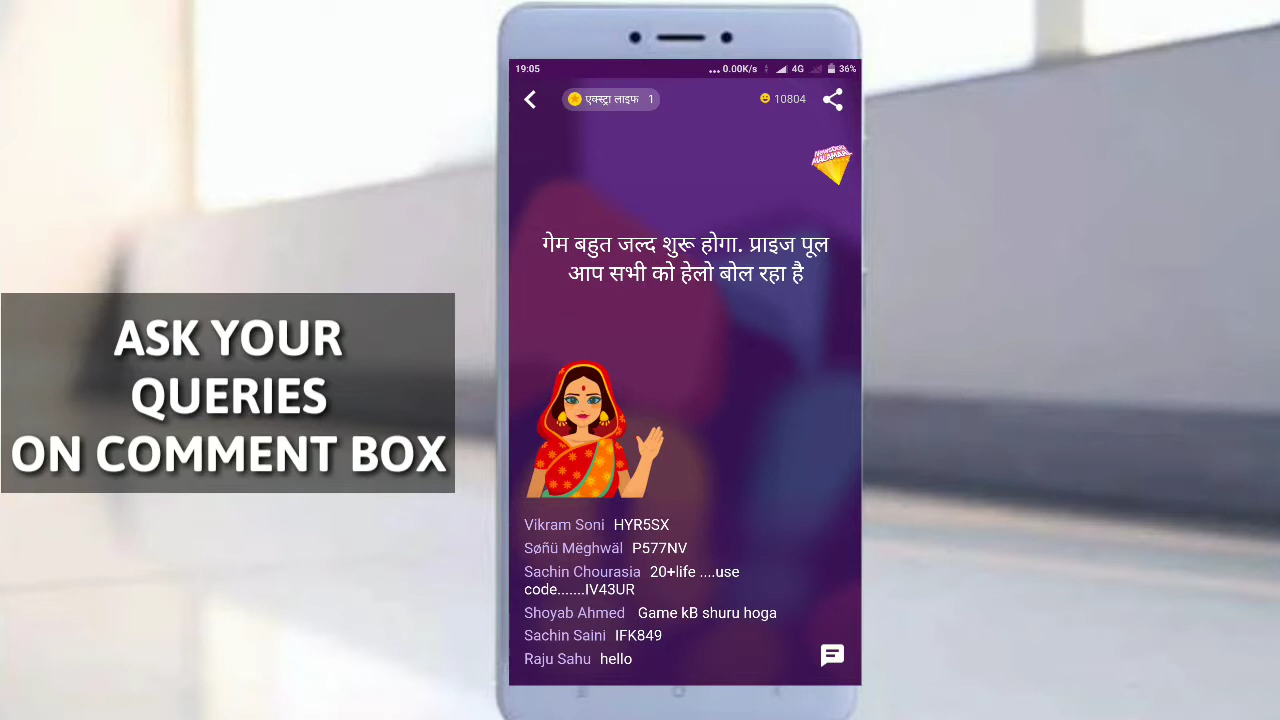 ASK YOUR
QUERIES
ON COMMENT BOX
19:05
... 0.00K/s 4G 36%
एक्स्ट्रा लाइफ 1
10804
NewsDog
MALAMAAL
गेम बहुत जल्द शुरू होगा. प्राइज पूल
आप सभी को हेलो बोल रहा है
Vikram Soni HYR5SX
Søñü Mëghwäl P577NV
Sachin Chourasia 20+life ....use
code.......IV43UR
Shoyab Ahmed Game kB shuru hoga
Sachin Saini IFK849
Raju Sahu hello